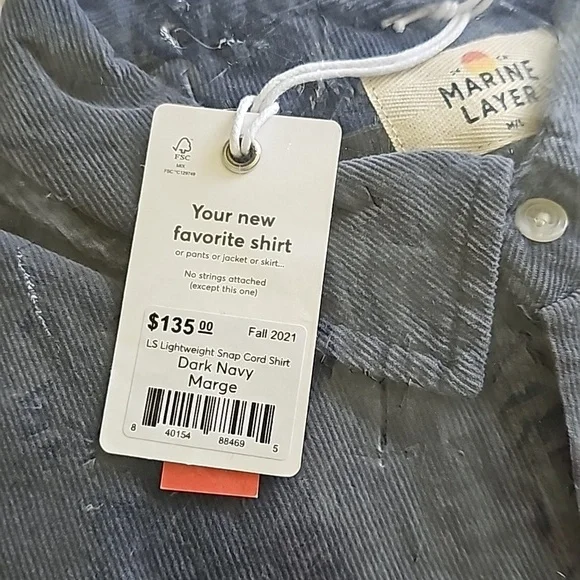 MARINE
LAYER
M/L
FSC
MIX
Your new
favorite shirt
or pants or jacket or skirt...
No strings attached
(except this one)
$135.00
Fall 2021
LS Lightweight Snap Cord Shirt
Dark Navy
Marge
8 40154 88469 5